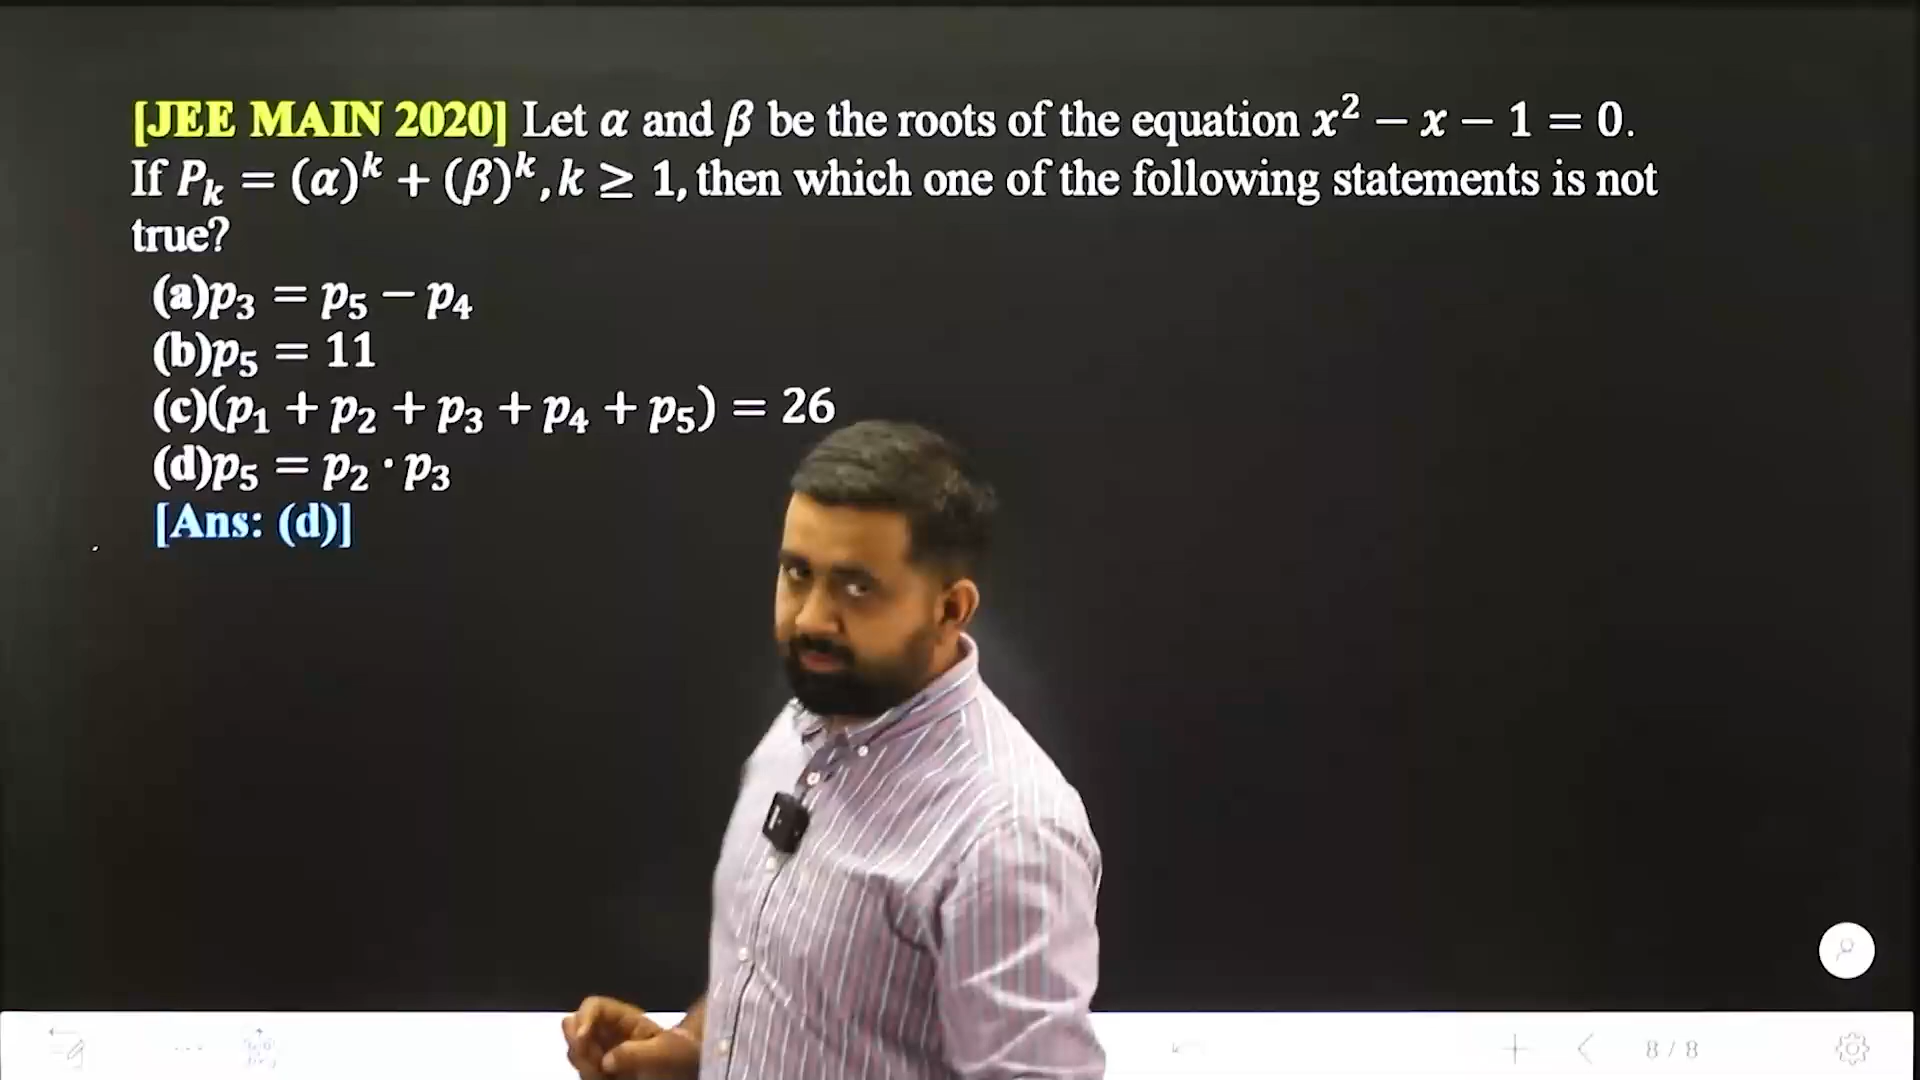 [JEE MAIN 2020] Let α and β be the roots of the equation x² − x − 1 = 0.
If Pₖ = (α)ᵏ + (β)ᵏ, k ≥ 1, then which one of the following statements is not
true?
(a)p₃ = p₅ − p₄
(b)p₅ = 11
(c)(p₁ + p₂ + p₃ + p₄ + p₅) = 26
(d)p₅ = p₂ · p₃
[Ans: (d)]
8 / 8